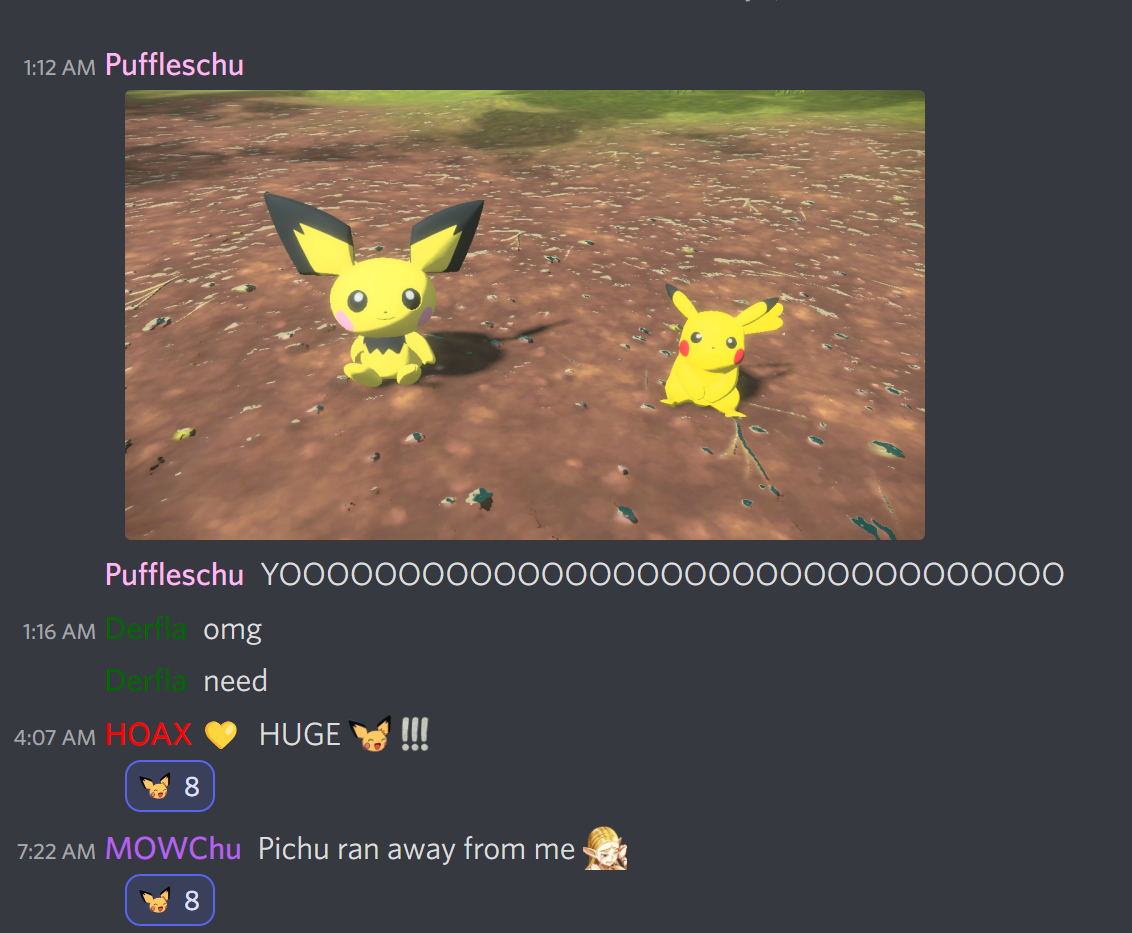 1:12 AM Puffleschu
Puffleschu YOOOOOOOOOOOOOOOOOOOOOOOOOOOOOOOOO
1:16 AM Derfla omg
Derfla need
4:07 AM HOAX 💛 HUGE !!!
8
7:22 AM MOWChu Pichu ran away from me
8